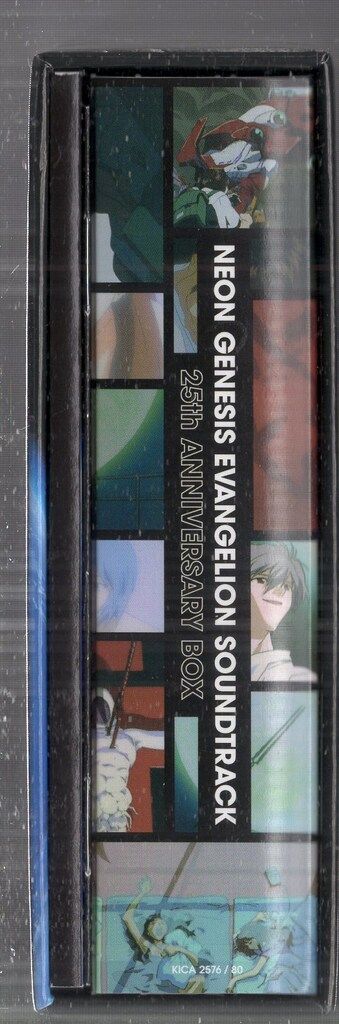 NEON GENESIS EVANGELION SOUNDTRACK
25th ANNIVERSARY BOX
KICA 2576 / 80